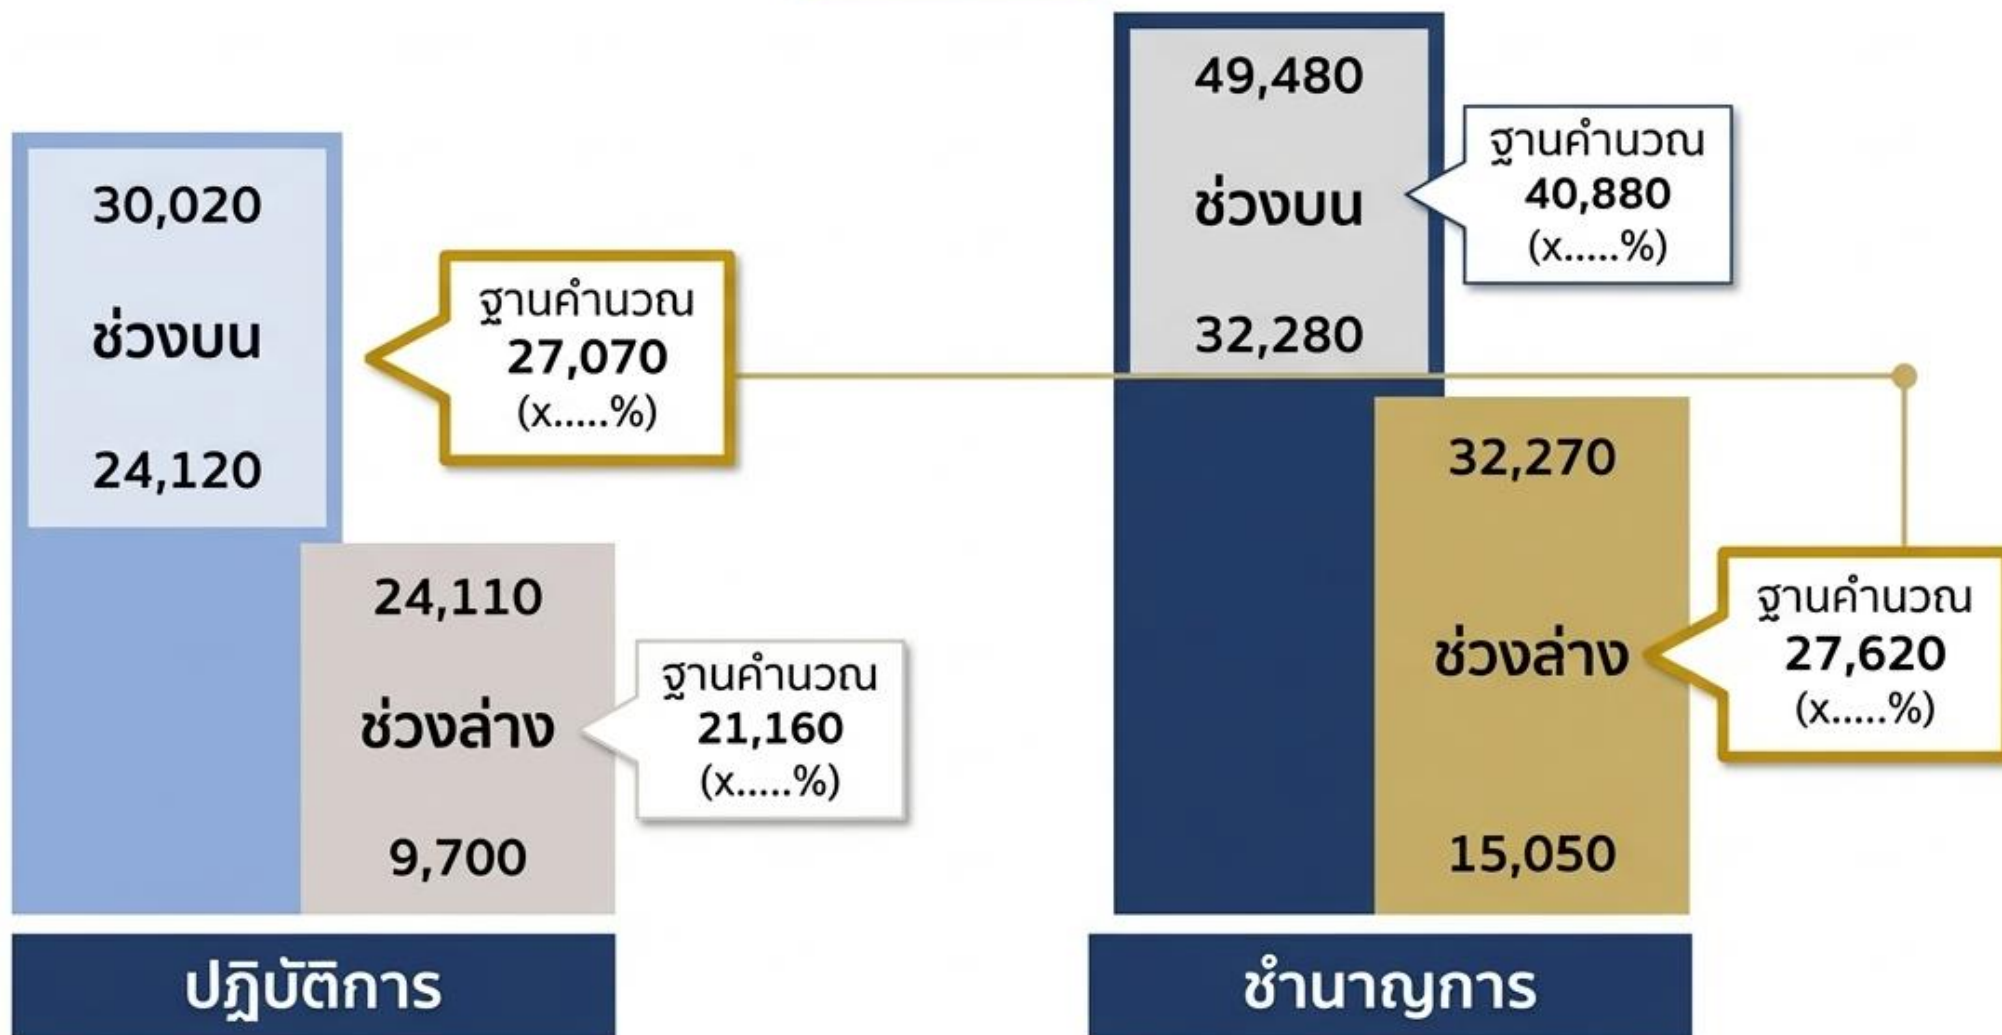 30,020
ช่วงบน
24,120
ฐานคำนวณ
27,070
(x.....%)
24,110
ช่วงล่าง
9,700
ฐานคำนวณ
21,160
(x.....%)
ปฏิบัติการ
49,480
ช่วงบน
32,280
ฐานคำนวณ
40,880
(x.....%)
32,270
ช่วงล่าง
15,050
ฐานคำนวณ
27,620
(x.....%)
ชำนาญการ